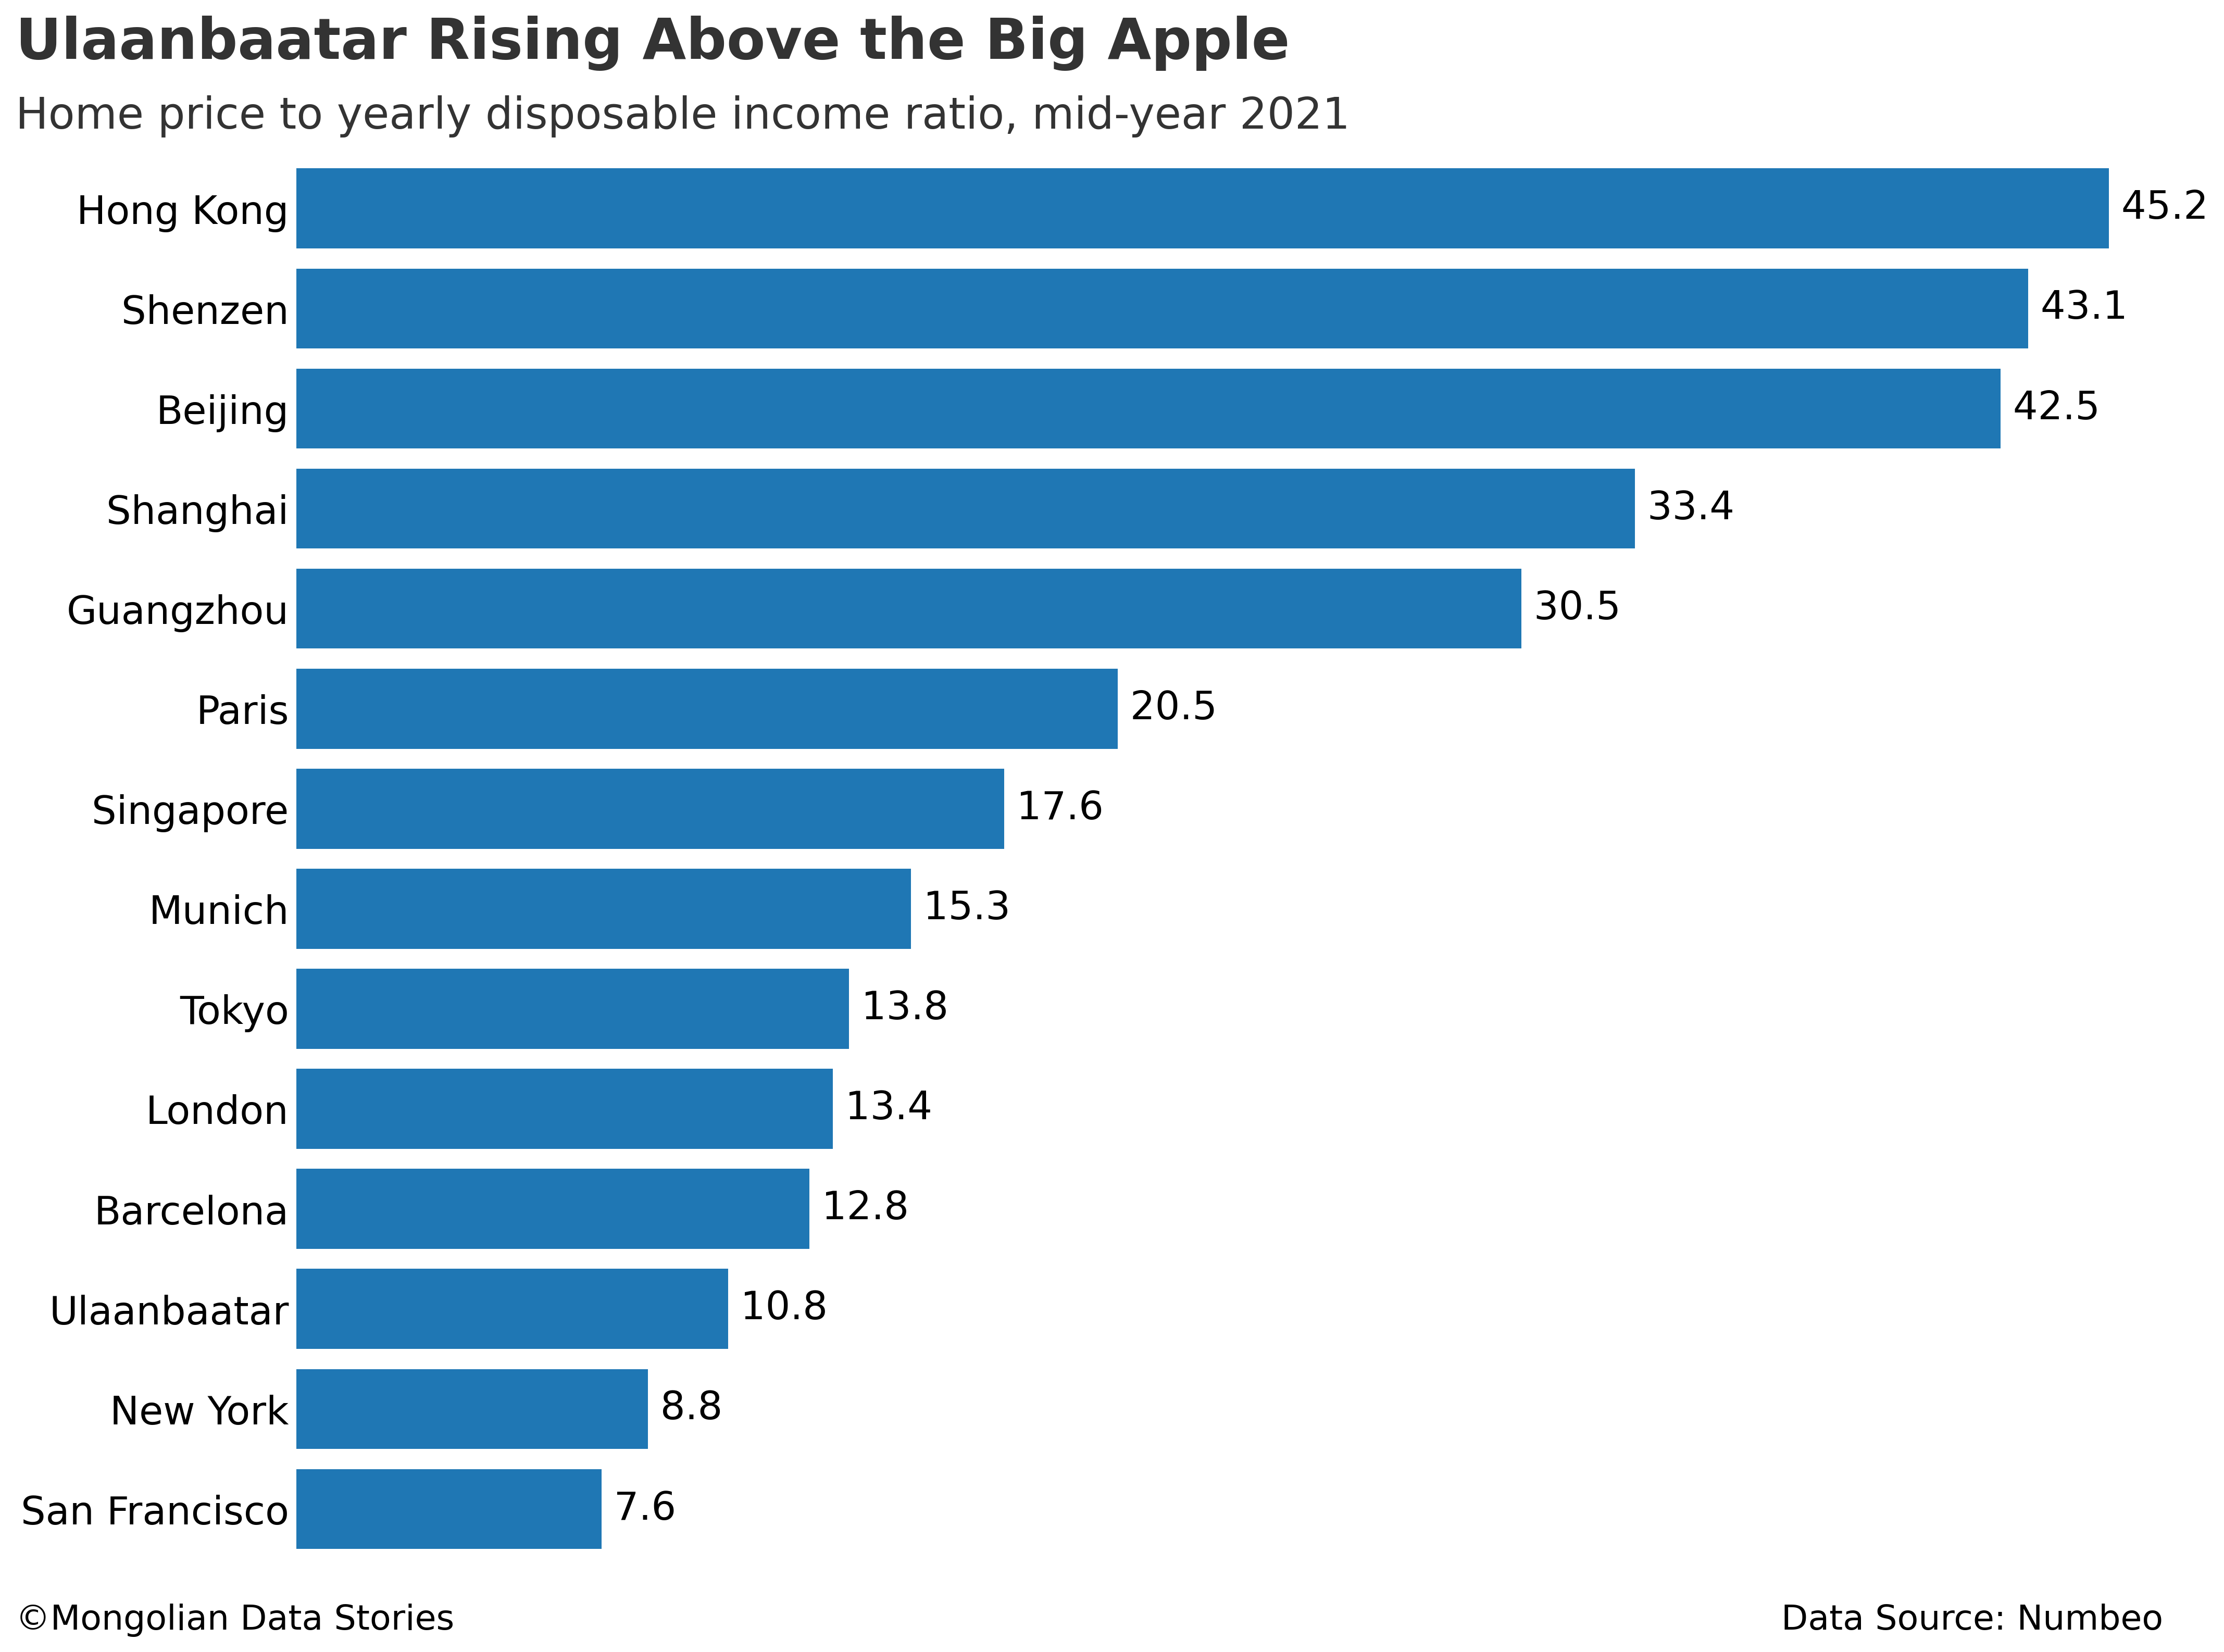 Ulaanbaatar Rising Above the Big Apple
Home price to yearly disposable income ratio, mid-year 2021
Hong Kong 45.2
Shenzen 43.1
Beijing 42.5
Shanghai 33.4
Guangzhou 30.5
Paris 20.5
Singapore 17.6
Munich 15.3
Tokyo 13.8
London 13.4
Barcelona 12.8
Ulaanbaatar 10.8
New York 8.8
San Francisco 7.6
©Mongolian Data Stories Data Source: Numbeo